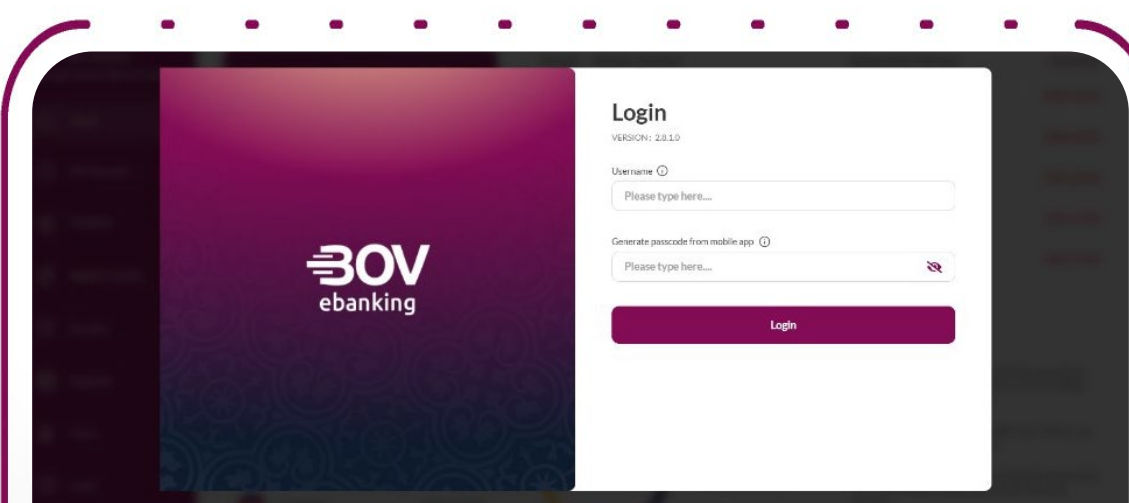 BOV
ebanking
Login
VERSION : 2.8.1.0
Username
Please type here....
Generate passcode from mobile app
Please type here....
Login